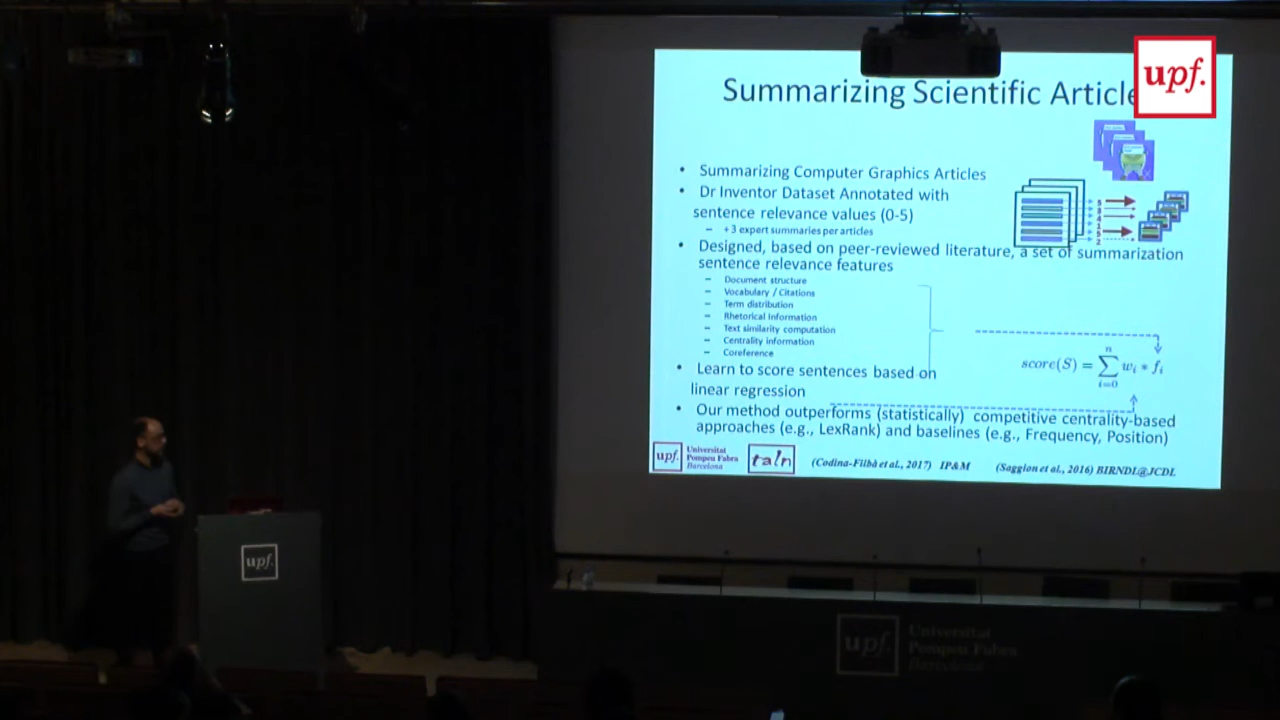 upf.
Summarizing Scientific Article
• Summarizing Computer Graphics Articles
• Dr Inventor Dataset Annotated with
sentence relevance values (0-5)
– +3 expert summaries per articles
• Designed, based on peer-reviewed literature, a set of summarization
sentence relevance features
– Document structure
– Vocabulary / Citations
– Term distribution
– Rhetorical Information
– Text similarity computation
– Centrality information
– Coreference
score(S) = ∑ n i=0 wi * fi
• Learn to score sentences based on
linear regression
• Our method outperforms (statistically) competitive centrality-based
approaches (e.g., LexRank) and baselines (e.g., Frequency, Position)
upf. Universitat
Pompeu Fabra
Barcelona
taln
(Codina-Filbà et al., 2017) IP&M
(Saggion et al., 2016) BIRNDL@JCDL
upf.
upf. Universitat
Pompeu Fabra
Barcelona